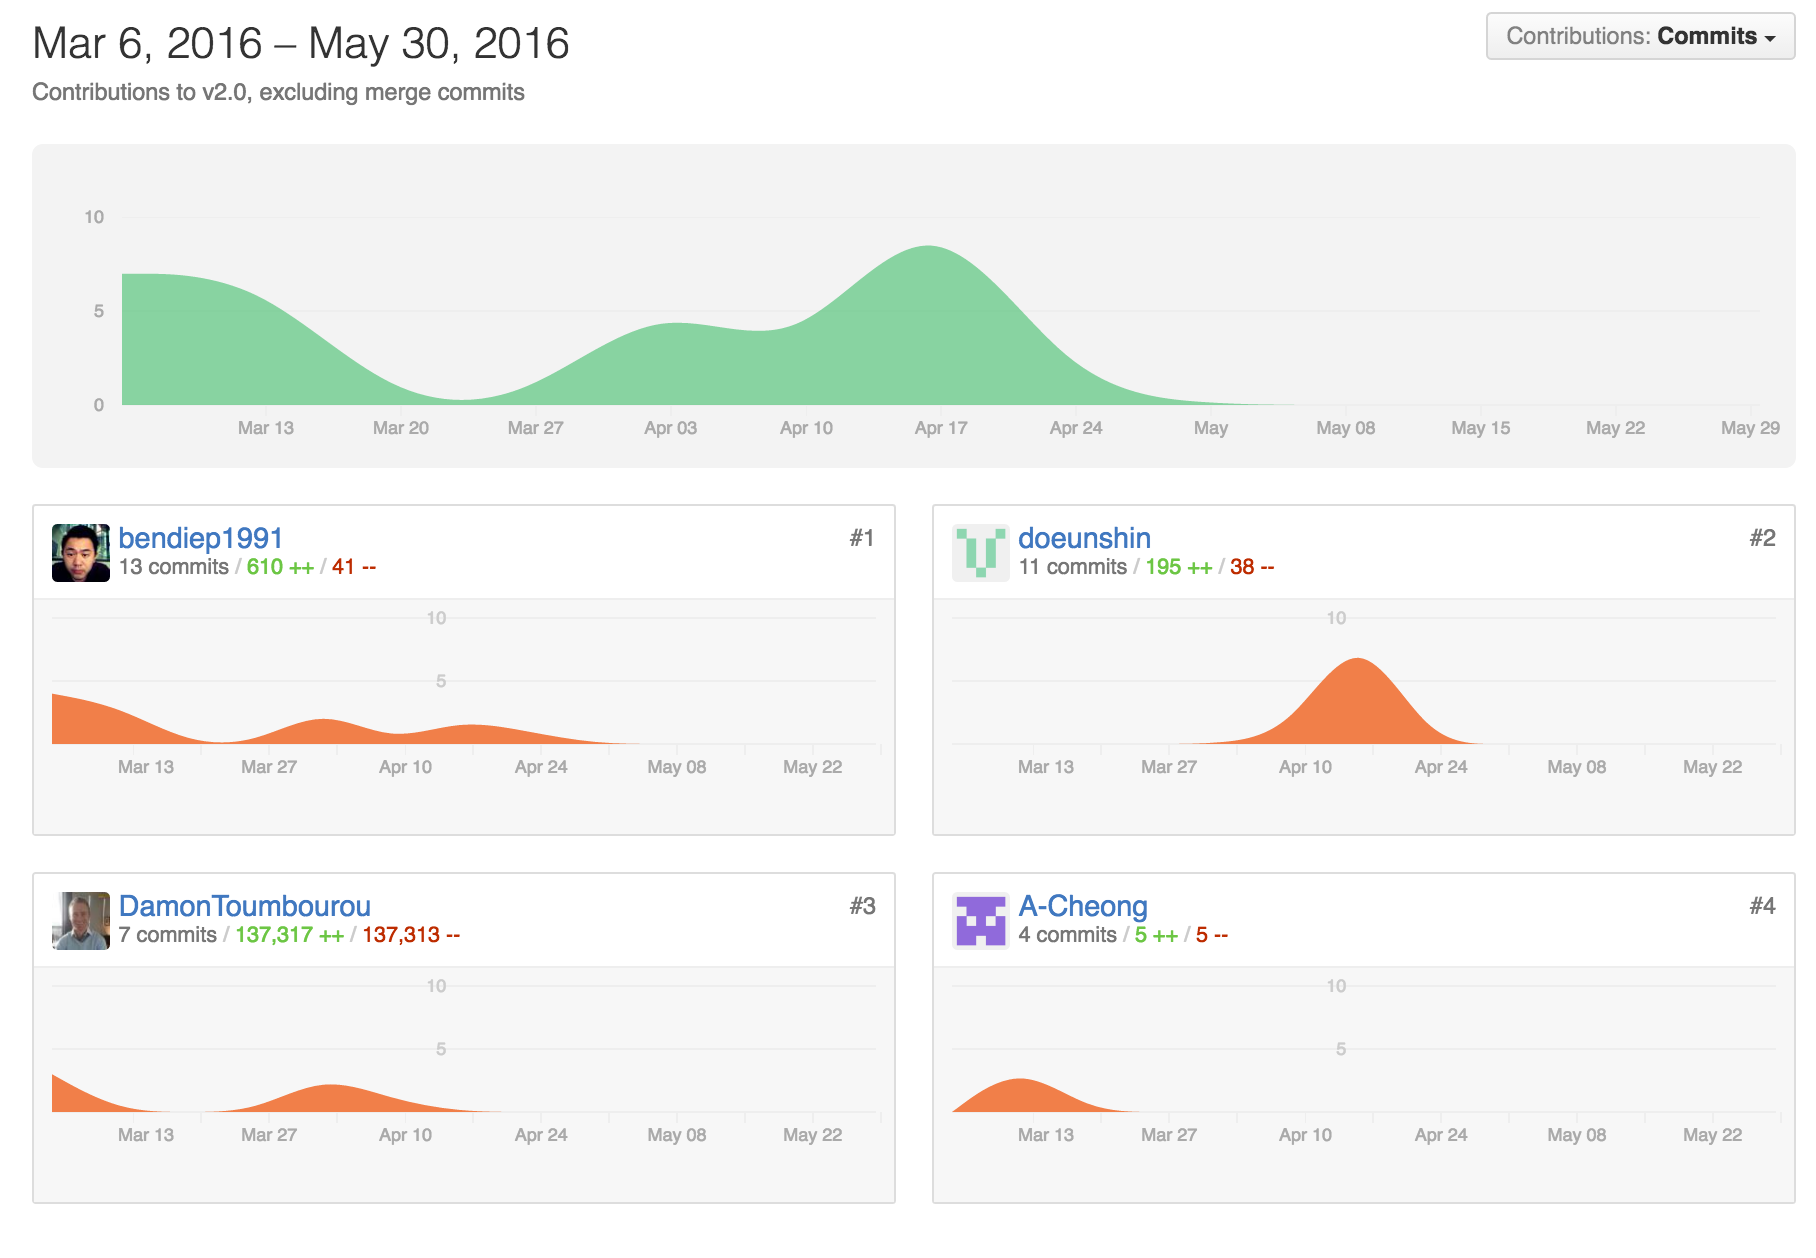 Mar 6, 2016 – May 30, 2016
Contributions: Commits
Contributions to v2.0, excluding merge commits
10
5
0
Mar 13 Mar 20 Mar 27 Apr 03 Apr 10 Apr 17 Apr 24 May May 08 May 15 May 22 May 29
bendiep1991 #1
13 commits / 610 ++ / 41 --
10
5
Mar 13 Mar 27 Apr 10 Apr 24 May 08 May 22
doeunshin #2
11 commits / 195 ++ / 38 --
10
Mar 13 Mar 27 Apr 10 Apr 24 May 08 May 22
DamonToumbourou #3
7 commits / 137,317 ++ / 137,313 --
10
5
Mar 13 Mar 27 Apr 10 Apr 24 May 08 May 22
A-Cheong #4
4 commits / 5 ++ / 5 --
10
5
Mar 13 Mar 27 Apr 10 Apr 24 May 08 May 22